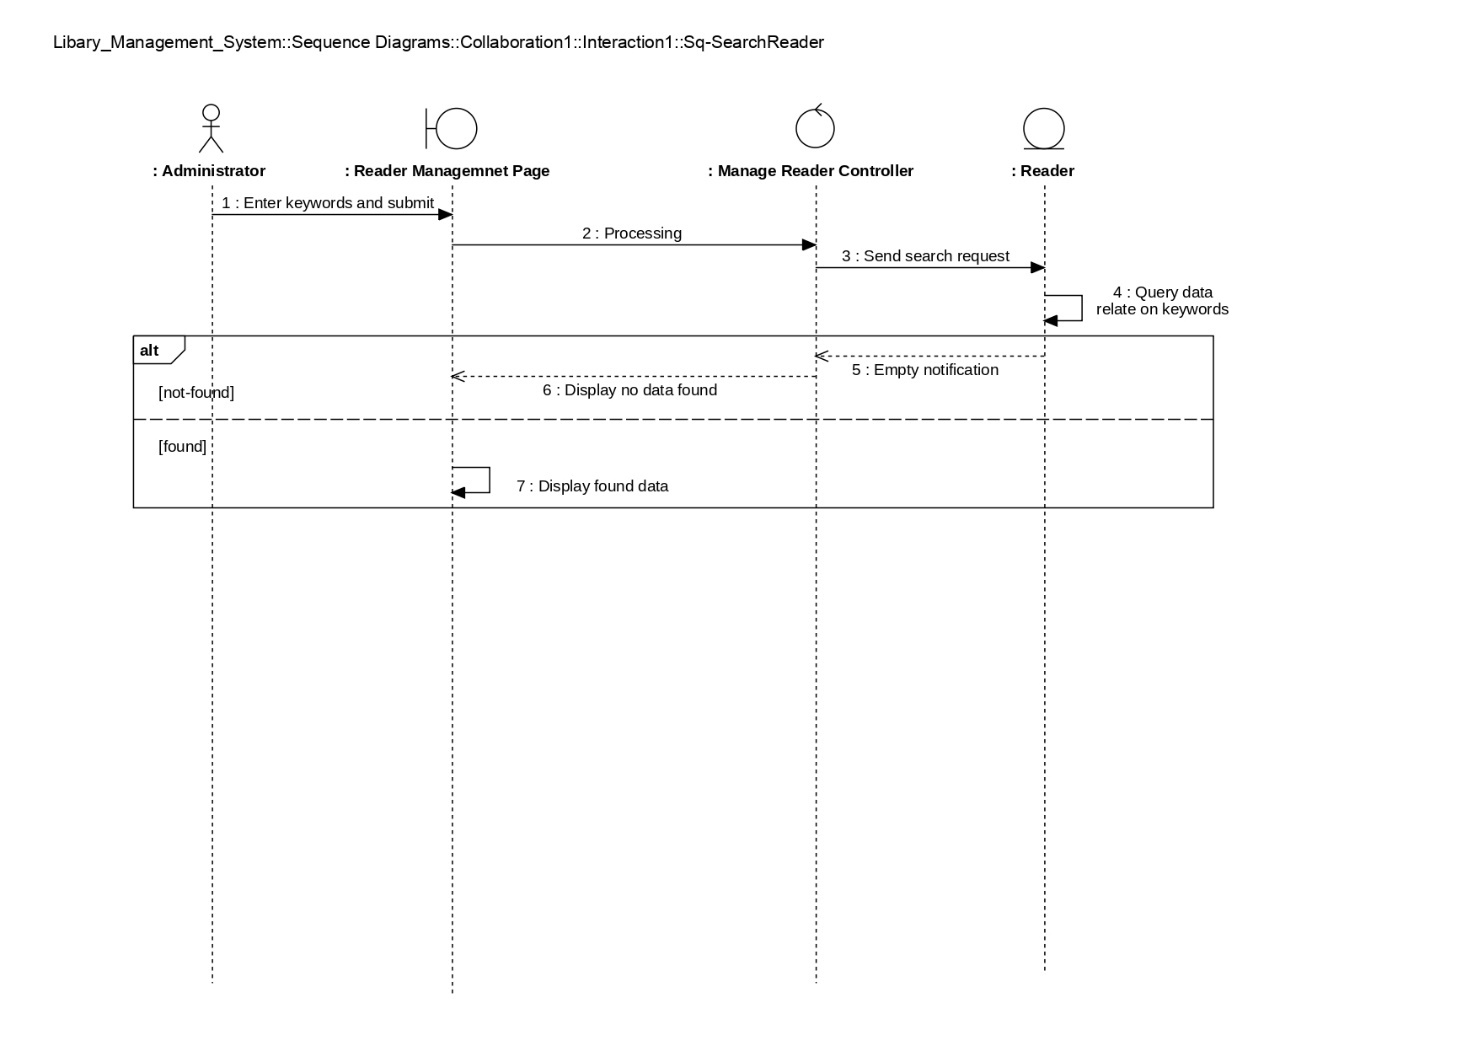 Libary_Management_System::Sequence Diagrams::Collaboration1::Interaction1::Sq-SearchReader
: Administrator
: Reader Managemnet Page
: Manage Reader Controller
: Reader
1 : Enter keywords and submit
2 : Processing
3 : Send search request
4 : Query data
relate on keywords
alt
5 : Empty notification
6 : Display no data found
[not-found]
[found]
7 : Display found data